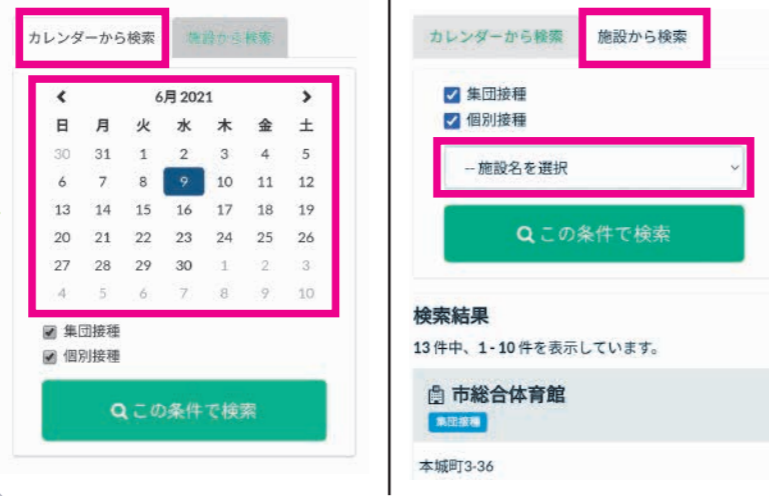 カレンダーから検索 施設から検索
6月 2021
日 月 火 水 木 金 土
30 31 1 2 3 4 5
6 7 8 9 10 11 12
13 14 15 16 17 18 19
20 21 22 23 24 25 26
27 28 29 30 1 2 3
4 5 6 7 8 9 10
集団接種
個別接種
この条件で検索
カレンダーから検索 施設から検索
集団接種
個別接種
-- 施設名を選択
この条件で検索
検索結果
13 件中、1 - 10 件を表示しています。
市総合体育館
集団接種
本城町3-36